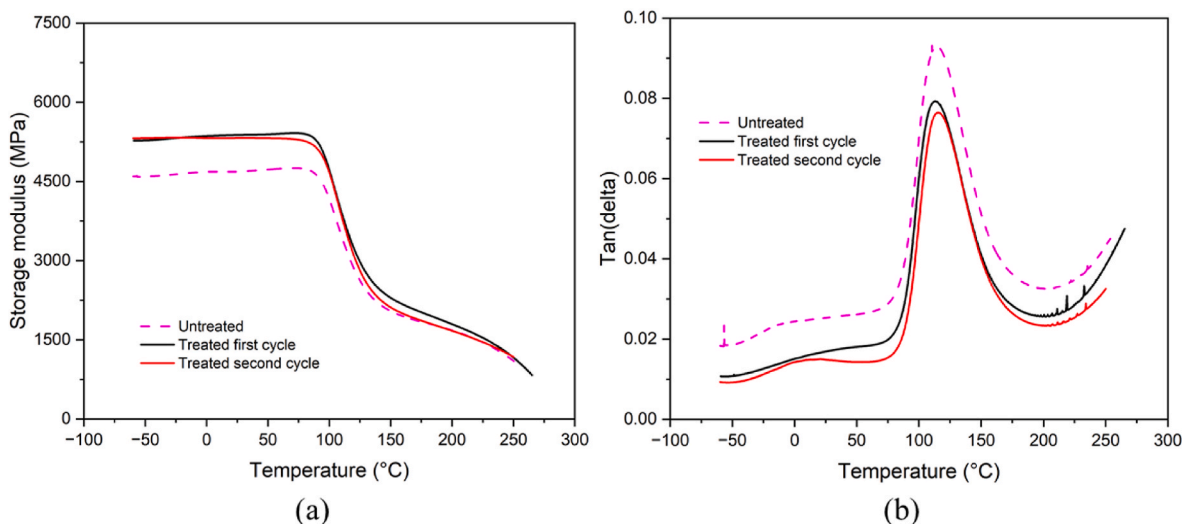 7500
6000
4500
3000
1500
0
Storage modulus (MPa)
Untreated
Treated first cycle
Treated second cycle
−100 −50 0 50 100 150 200 250 300
Temperature (°C)
(a)
0.10
0.08
0.06
0.04
0.02
0.00
Tan(delta)
Untreated
Treated first cycle
Treated second cycle
−100 −50 0 50 100 150 200 250 300
Temperature (°C)
(b)